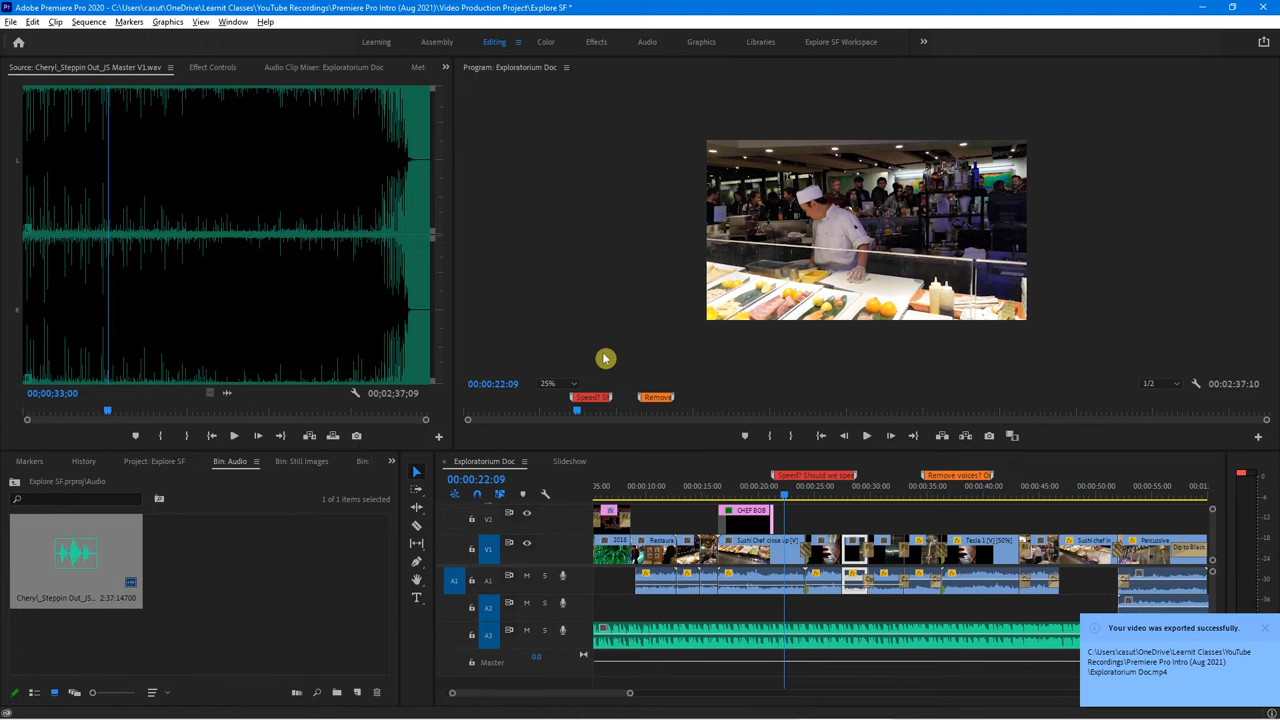 Adobe Premiere Pro 2020 - C:\Users\casut\OneDrive\Learnit Classes\YouTube Recordings\Premiere Pro Intro (Aug 2021)\Video Production Project\Explore SF *
File Edit Clip Sequence Markers Graphics View Window Help
Learning Assembly Editing Color Effects Audio Graphics Libraries Explore SF Workspace
Source: Cheryl_Steppin Out_JS Master V1.wav Effect Controls Audio Clip Mixer: Exploratorium Doc Met
Program: Exploratorium Doc
L
R
00;00;33;00 00;02;37;09
00:00:22:09 25% 1/2 00:02:37:10
Speed? Sh Remove
Markers History Project: Explore SF Bin: Audio Bin: Still Images Bin:
Explore SF.prproj\Audio
1 of 1 items selected
Cheryl_Steppin Out_JS... 2:37:14700
Exploratorium Doc Slideshow
00:00:22:09
Speed? Should we spee Remove voices? O
:05:00 00:00:10:00 00:00:15:00 00:00:20:00 00:00:25:00 00:00:30:00 00:00:35:00 00:00:40:00 00:00:45:00 00:00:50:00 00:00:55:00 00:01:
V2 CHEF BOB
V1 2018 Restaura Sushi Chef close up [V] Tesla 1 [V] [50%] Sushi chef in Percussive Dip to Black
A1 A1 M S
A2 M S
A3 M S
Master 0.0
0
-12
-24
-36
Your video was exported successfully.
C:\Users\casut\OneDrive\Learnit Classes\YouTube
Recordings\Premiere Pro Intro (Aug 2021)
\Exploratorium Doc.mp4